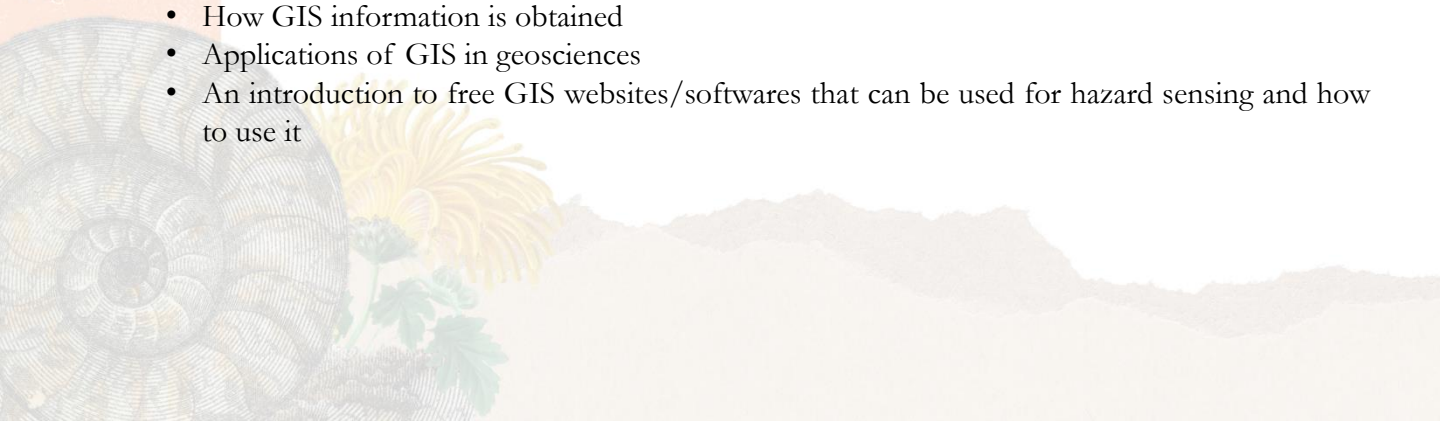 • How GIS information is obtained
• Applications of GIS in geosciences
• An introduction to free GIS websites/softwares that can be used for hazard sensing and how
to use it